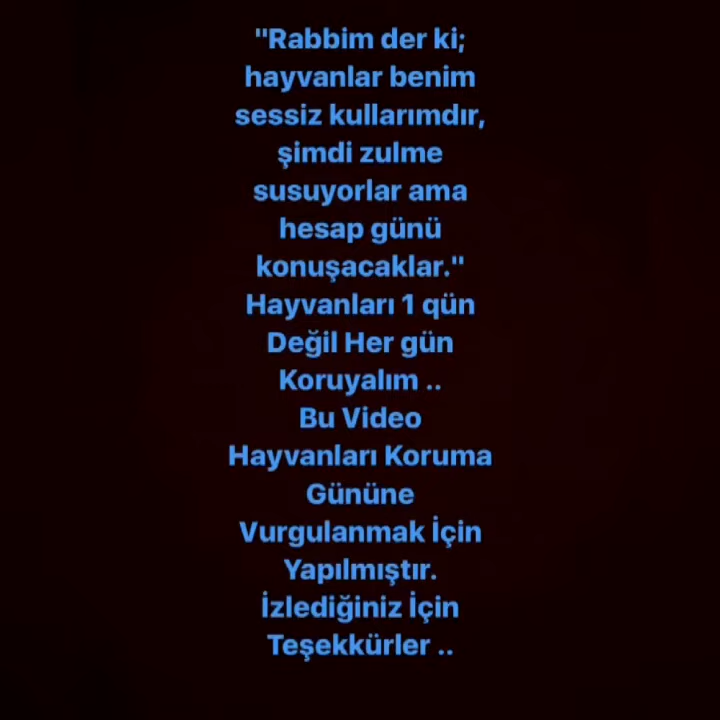 "Rabbim der ki;
hayvanlar benim
sessiz kullarımdır,
şimdi zulme
susuyorlar ama
hesap günü
konuşacaklar."
Hayvanları 1 qün
Değil Her gün
Koruyalım ..
Bu Video
Hayvanları Koruma
Gününe
Vurgulanmak İçin
Yapılmıştır.
İzlediğiniz İçin
Teşekkürler ..